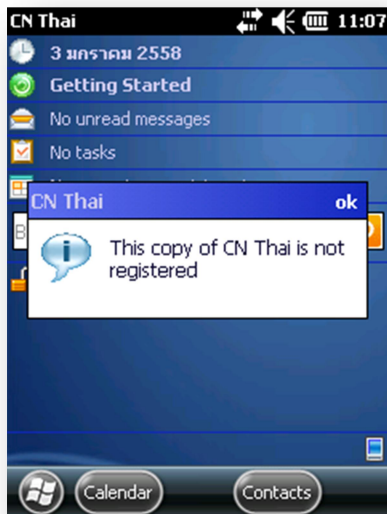 CN Thai 11:07
3 มกราคม 2558
Getting Started
No unread messages
No tasks
CN Thai ok
This copy of CN Thai is not
registered
Calendar Contacts